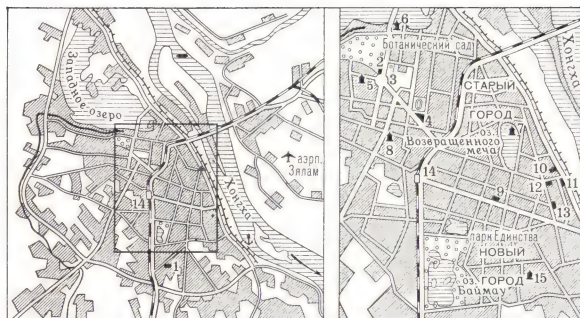 Западное озеро
аэрп.
Зялам
Хонгха
14
1
6
ботанический сад
Хонгха
2
3
5
СТАРЫЙ
4
ГОРОД
оз.
7
Возвращенного
меча
8
14
10
11
12
9
13
парк Единства
НОВЫЙ
оз. ГОРОД
Баймау
15